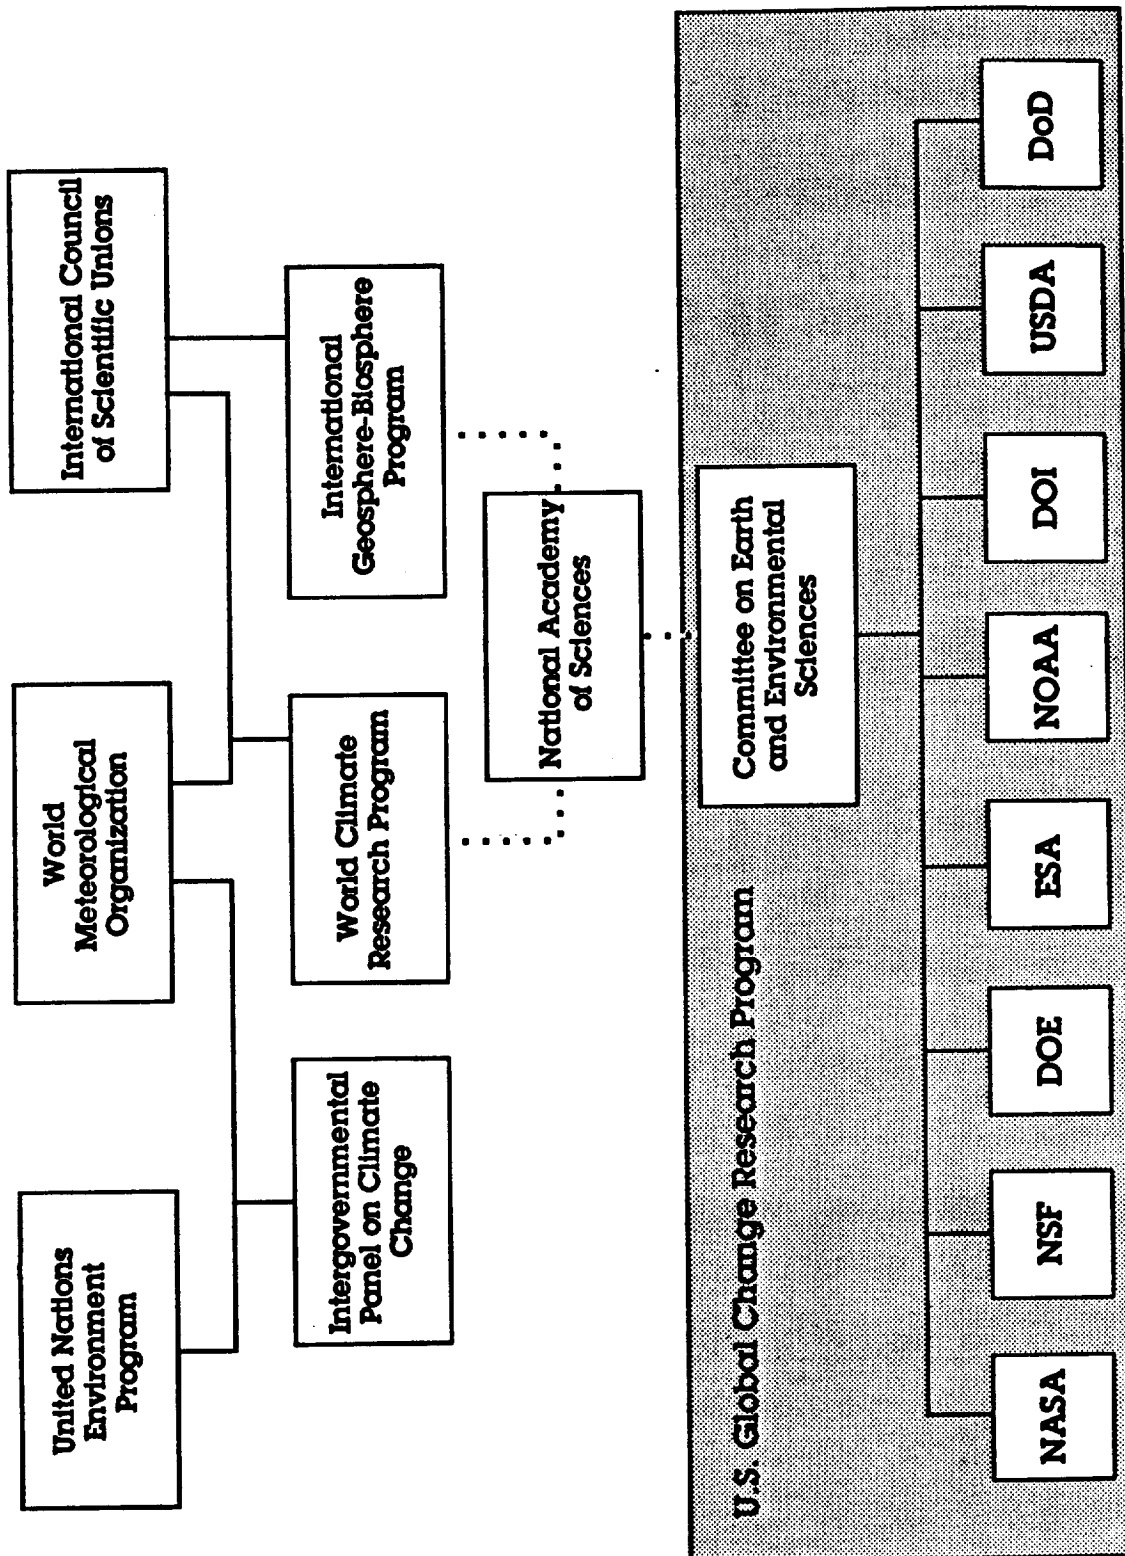 United Nations
Environment
Program
World
Meteorological
Organization
International Council
of Scientific Unions
Intergovernmental
Panel on Climate
Change
World Climate
Research Program
International
Geosphere-Biosphere
Program
National Academy
of Sciences
U.S. Global Change Research Program
Committee on Earth
and Environmental
Sciences
NASA
NSF
DOE
ESA
NOAA
DOI
USDA
DoD